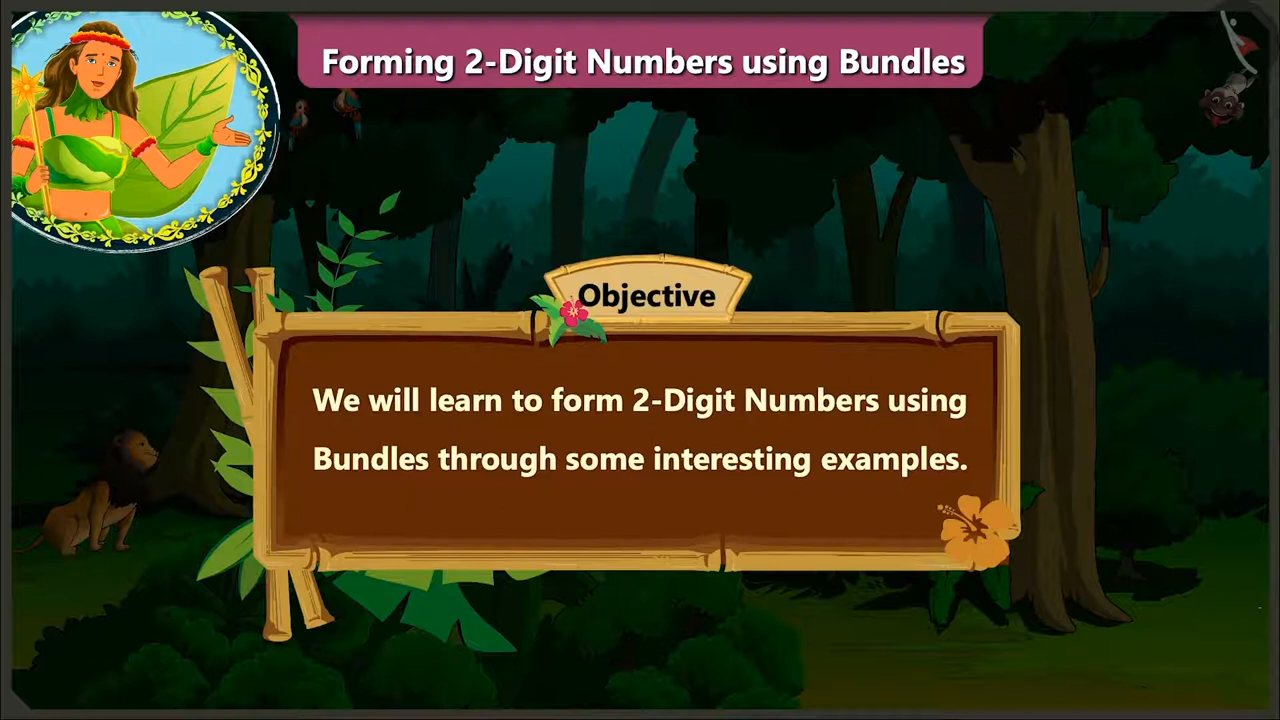 Forming 2-Digit Numbers using Bundles
Objective
We will learn to form 2-Digit Numbers using
Bundles through some interesting examples.